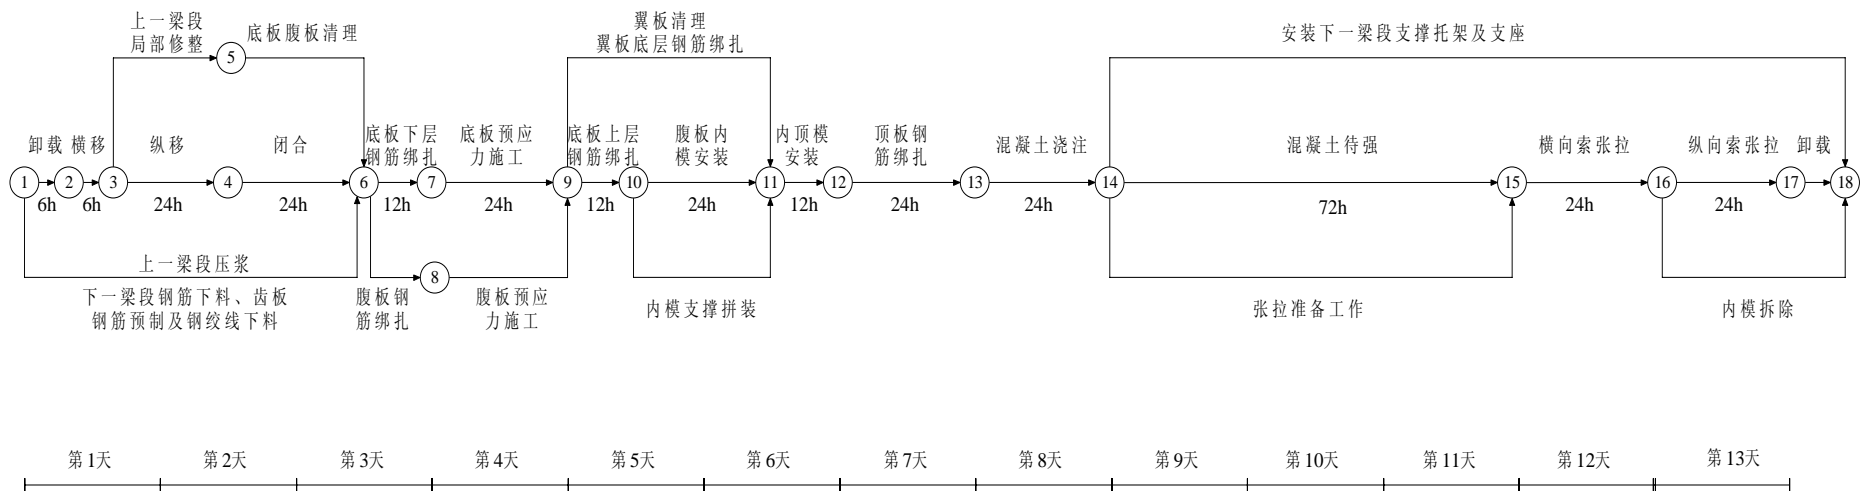 上一梁段
局部修整
底板腹板清理
翼板清理
翼板底层钢筋绑扎
安装下一梁段支撑托架及支座
5
卸载 横移 纵移 闭合
底板下层
钢筋绑扎
底板预应
力施工
底板上层
钢筋绑扎
腹板内
模安装
内顶模
安装
顶板钢
筋绑扎
混凝土浇注
混凝土待强
横向索张拉
纵向索张拉 卸载
1 2 3 4 6 7 9 10 11 12 13 14 15 16 17 18
6h 6h 24h 24h 12h 24h 12h 24h 12h 24h 24h 72h 24h 24h
上一梁段压浆
下一梁段钢筋下料、齿板
钢筋预制及钢绞线下料
8
腹板钢
筋绑扎
腹板预应
力施工
内模支撑拼装
张拉准备工作
内模拆除
第1天 第2天 第3天 第4天 第5天 第6天 第7天 第8天 第9天 第10天 第11天 第12天 第13天